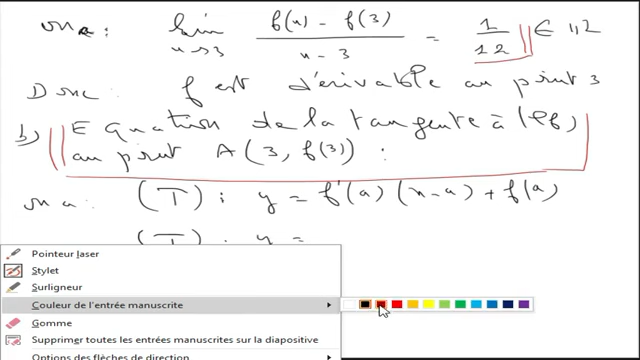 on a : lim f(x) - f(3) / x - 3 = 1/12 ∈ ℝ
x→3
Donc f est dérivable au point 3
b) Equation de la tangente à (Cf)
au point A(3, f(3)) :
on a : (T) : y = f'(a) (x-a) + f(a)
(T) : y =
Pointeur laser
Stylet
Surligneur
Couleur de l'entrée manuscrite
Gomme
Supprimer toutes les entrées manuscrites sur la diapositive
Options des flèches de direction